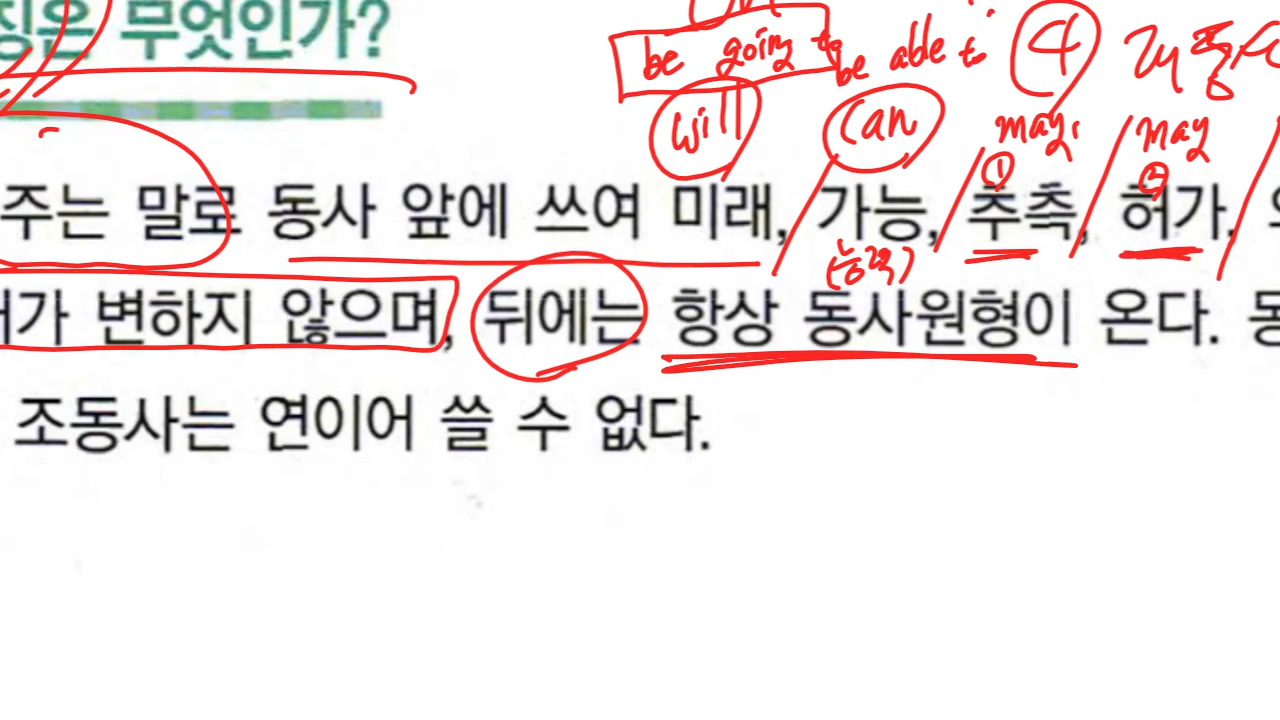 징은 무엇인가?
be going to be able to 4
will can may may
① ②
주는 말로 동사 앞에 쓰여 미래, 가능, 추측, 허가,
(능력)
가 변하지 않으며, 뒤에는 항상 동사원형이 온다. 동
조동사는 연이어 쓸 수 없다.